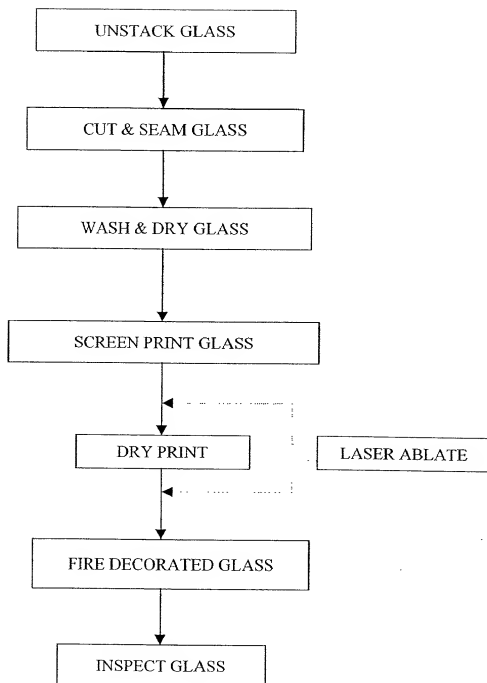 UNSTACK GLASS
CUT & SEAM GLASS
WASH & DRY GLASS
SCREEN PRINT GLASS
DRY PRINT
LASER ABLATE
FIRE DECORATED GLASS
INSPECT GLASS